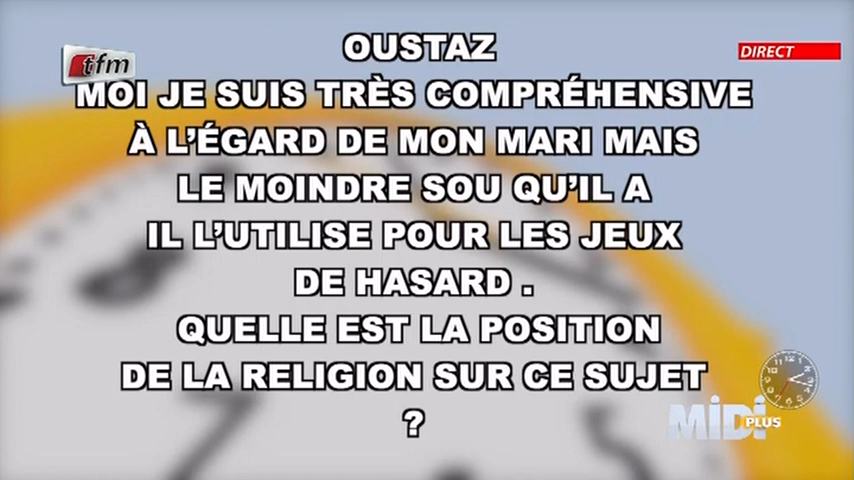 OUSTAZ
tfm
DIRECT
MOI JE SUIS TRÈS COMPRÉHENSIVE
À L'ÉGARD DE MON MARI MAIS
LE MOINDRE SOU QU'IL A
IL L'UTILISE POUR LES JEUX
DE HASARD .
QUELLE EST LA POSITION
DE LA RELIGION SUR CE SUJET
?
MiDi PLUS